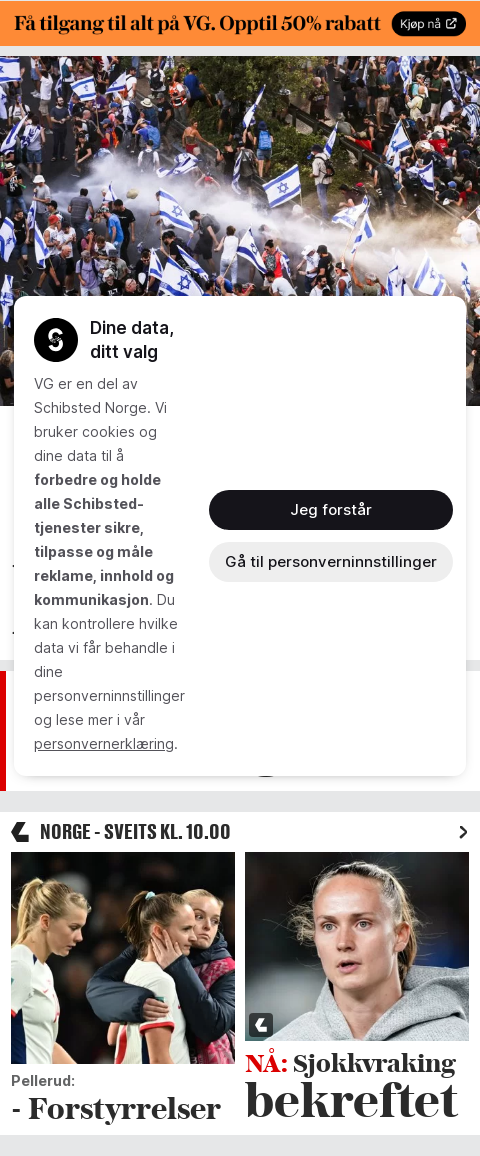 Få tilgang til alt på VG. Opptil 50% rabatt
Kjøp nå
Dine data,
ditt valg
VG er en del av
Schibsted Norge. Vi
bruker cookies og
dine data til å
forbedre og holde
alle Schibsted-
tjenester sikre,
tilpasse og måle
reklame, innhold og
kommunikasjon. Du
kan kontrollere hvilke
data vi får behandle i
dine
personverninnstillinger
og lese mer i vår
personvernerklæring.
Jeg forstår
Gå til personverninnstillinger
NORGE - SVEITS KL. 10.00
Pellerud:
- Forstyrrelser
NÅ: Sjokkvraking
bekreftet